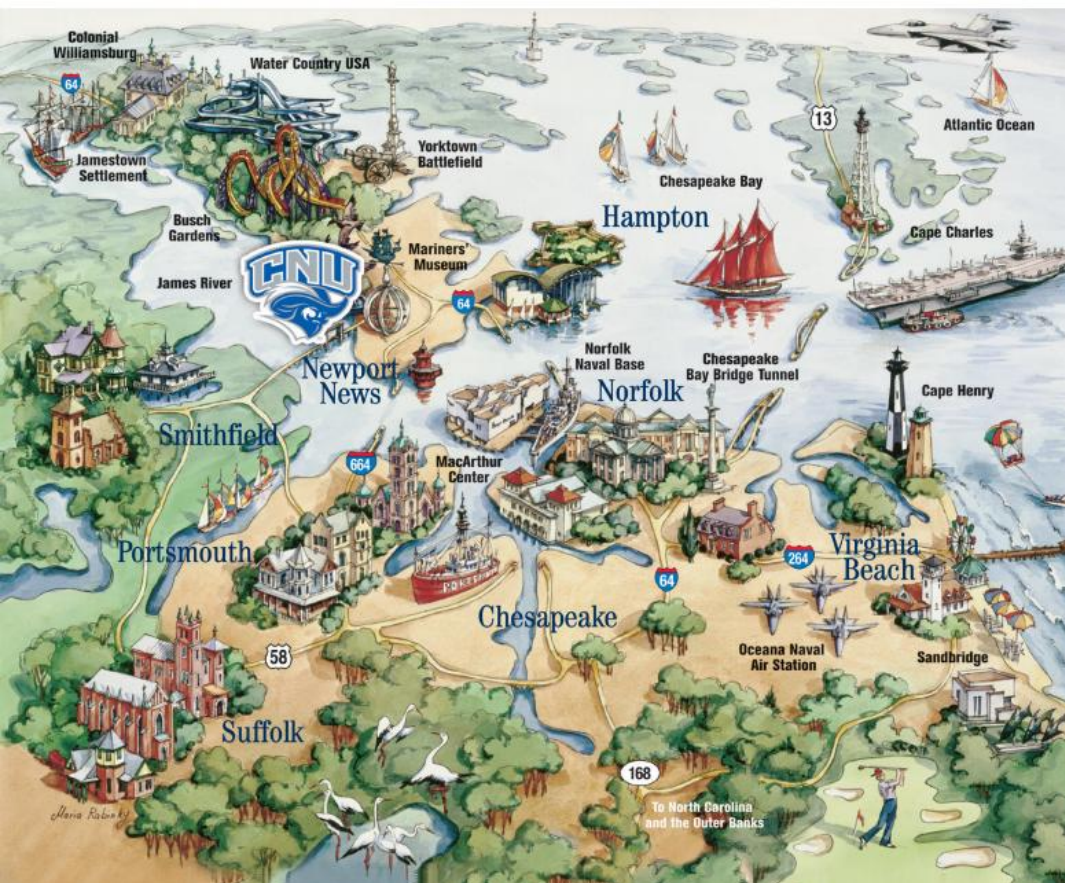 Colonial
Williamsburg
64
Water Country USA
13
Atlantic Ocean
Jamestown
Settlement
Yorktown
Battlefield
Chesapeake Bay
Busch
Gardens
Hampton
Mariners'
Museum
Cape Charles
CNU
James River
64
Newport
News
Norfolk
Naval Base
Chesapeake
Bay Bridge Tunnel
Norfolk
Cape Henry
Smithfield
664
MacArthur
Center
Portsmouth
264
Virginia
Beach
64
PORTSMOUTH
Chesapeake
58
Oceana Naval
Air Station
Sandbridge
Suffolk
168
To North Carolina
and the Outer Banks
Maria Rabinky